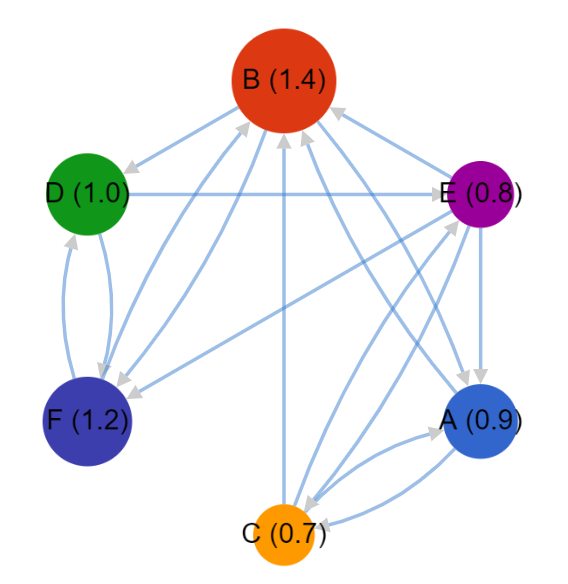 B (1.4)
D (1.0)
E (0.8)
F (1.2)
A (0.9)
C (0.7)